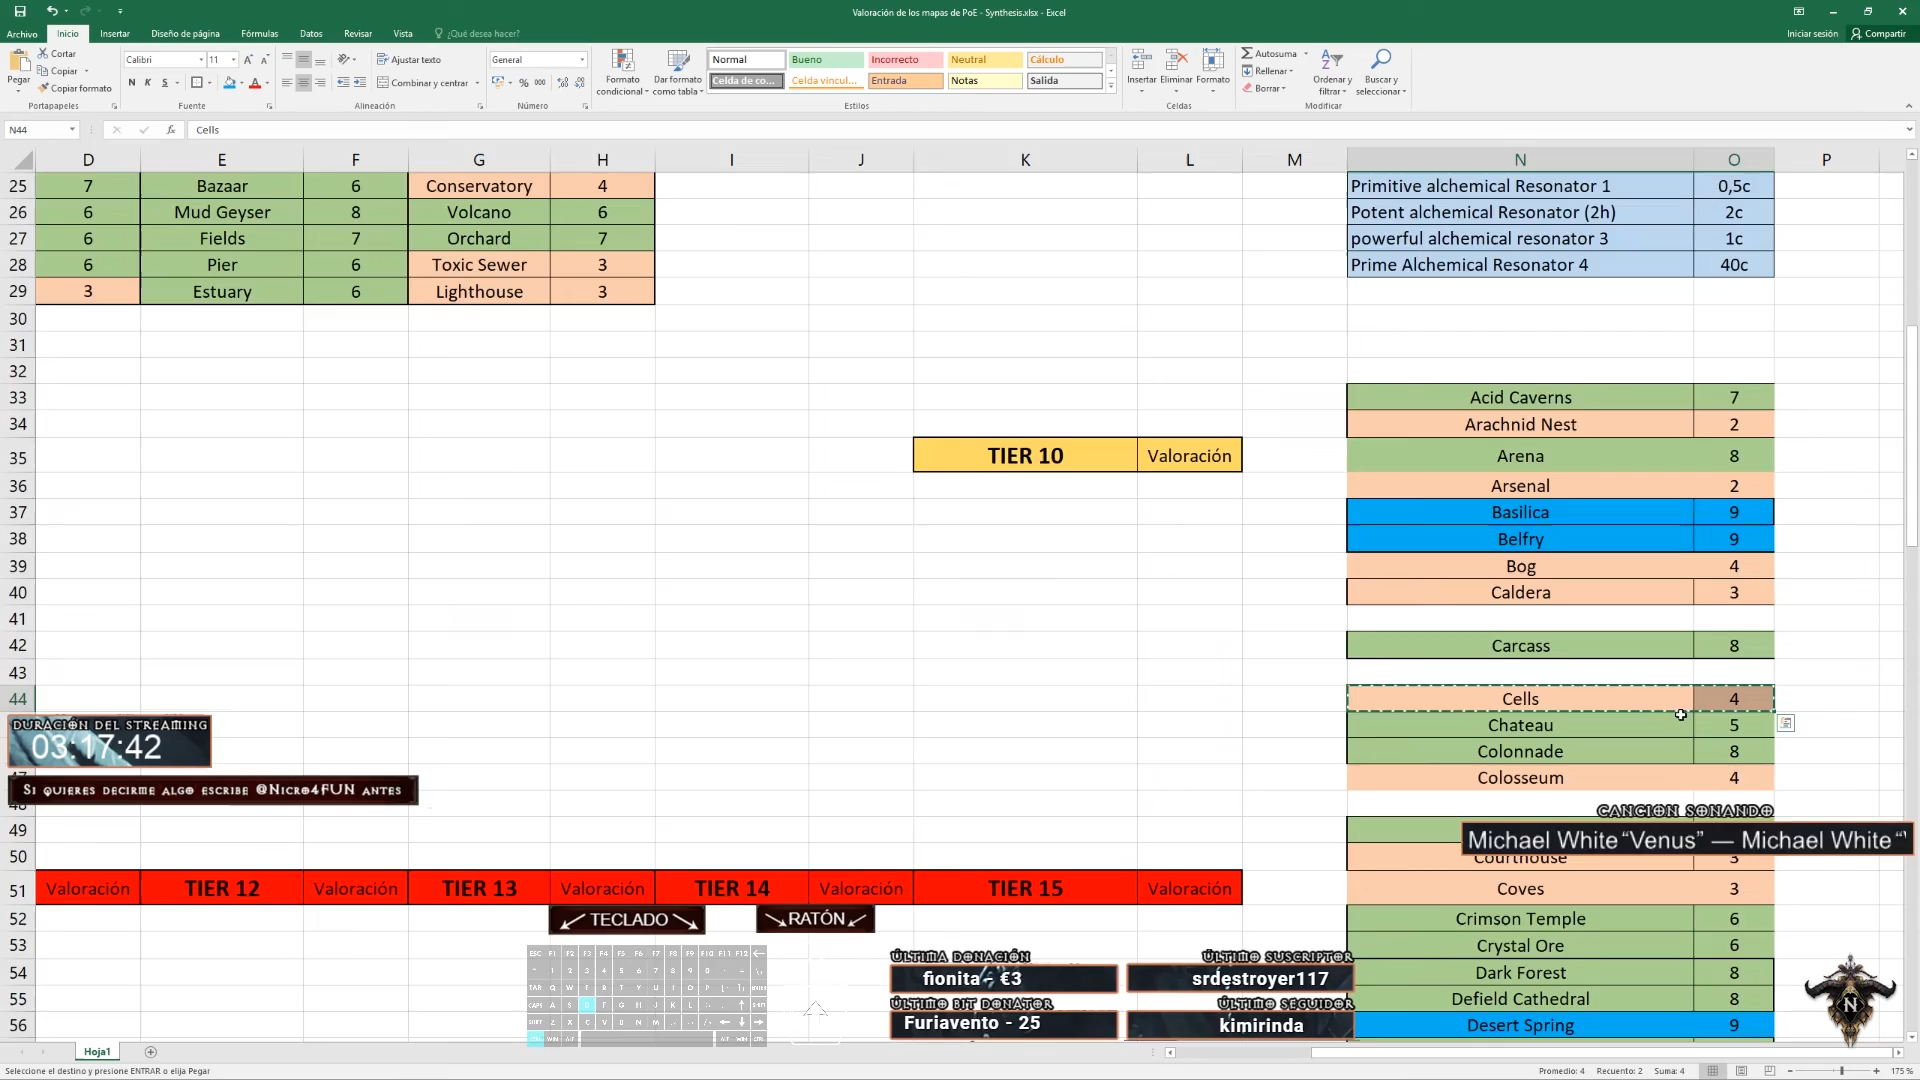 Valoración de los mapas de PoE - Synthesis.xlsx - Excel
Archivo Inicio Insertar Diseño de página Fórmulas Datos Revisar Vista ¿Qué desea hacer? Iniciar sesión Compartir
Pegar
Cortar
Copiar
Copiar formato
Portapapeles
Calibri 11
N K S
Fuente
Ajustar texto
Combinar y centrar
Alineación
General
% 000
Número
Formato condicional
Dar formato como tabla
Normal Bueno Incorrecto Neutral Cálculo
Celda de co... Celda vincul... Entrada Notas Salida
Estilos
Insertar Eliminar Formato
Celdas
Autosuma
Rellenar
Borrar
Ordenar y filtrar
Buscar y seleccionar
Modificar
N44 fx Cells
D E F G H I J K L M N O P
25 7 Bazaar 6 Conservatory 4 Primitive alchemical Resonator 1 0,5c
26 6 Mud Geyser 8 Volcano 6 Potent alchemical Resonator (2h) 2c
27 6 Fields 7 Orchard 7 powerful alchemical resonator 3 1c
28 6 Pier 6 Toxic Sewer 3 Prime Alchemical Resonator 4 40c
29 3 Estuary 6 Lighthouse 3
30
31
32
33 Acid Caverns 7
34 Arachnid Nest 2
35 TIER 10 Valoración Arena 8
36 Arsenal 2
37 Basilica 9
38 Belfry 9
39 Bog 4
40 Caldera 3
41
42 Carcass 8
43
44 Cells 4
DURACIÓN DEL STREAMING
03:17:42
Chateau 5
Colonnade 8
47 Colosseum 4
SI QUIERES DECIRME ALGO ESCRIBE @NICRO4FUN ANTES
48
CANCION SONANDO
49
Michael White “Venus” — Michael White “
50 Courthouse 3
51 Valoración TIER 12 Valoración TIER 13 Valoración TIER 14 Valoración TIER 15 Valoración Coves 3
52 TECLADO RATÓN Crimson Temple 6
53 Crystal Ore 6
54 Dark Forest 8
55 Defield Cathedral 8
56 Desert Spring 9
ÚLTIMA DONACIÓN
fionita - €3
ÚLTIMO SUSCRIPTOR
srdestroyer117
ÚLTIMO BIT DONATOR
Furiavento - 25
ÚLTIMO SEGUIDOR
kimirinda
N
Hoja1
Seleccione el destino y presione ENTRAR o elija Pegar Promedio: 4 Recuento: 2 Suma: 4 175 %